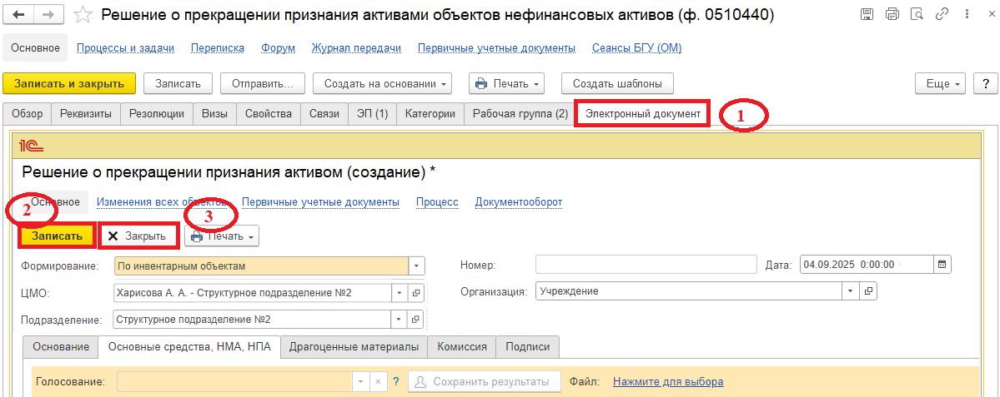 Решение о прекращении признания активами объектов нефинансовых активов (ф. 0510440)
Основное Процессы и задачи Переписка Форум Журнал передачи Первичные учетные документы Сеансы БГУ (ОМ)
Записать и закрыть Записать Отправить... Создать на основании Печать Создать шаблоны Еще ?
Обзор Реквизиты Резолюции Визы Свойства Связи ЭП (1) Категории Рабочая группа (2) Электронный документ 1
1С
Решение о прекращении признания активом (создание) *
2 Основное Изменения всех объектов 3 Первичные учетные документы Процесс Документооборот
Записать Закрыть Печать
Формирование: По инвентарным объектам Номер: Дата: 04.09.2025 0:00:00
ЦМО: Харисова А. А. - Структурное подразделение №2 Организация: Учреждение
Подразделение: Структурное подразделение №2
Основание Основные средства, НМА, НПА Драгоценные материалы Комиссия Подписи
Голосование: ? Сохранить результаты Файл: Нажмите для выбора